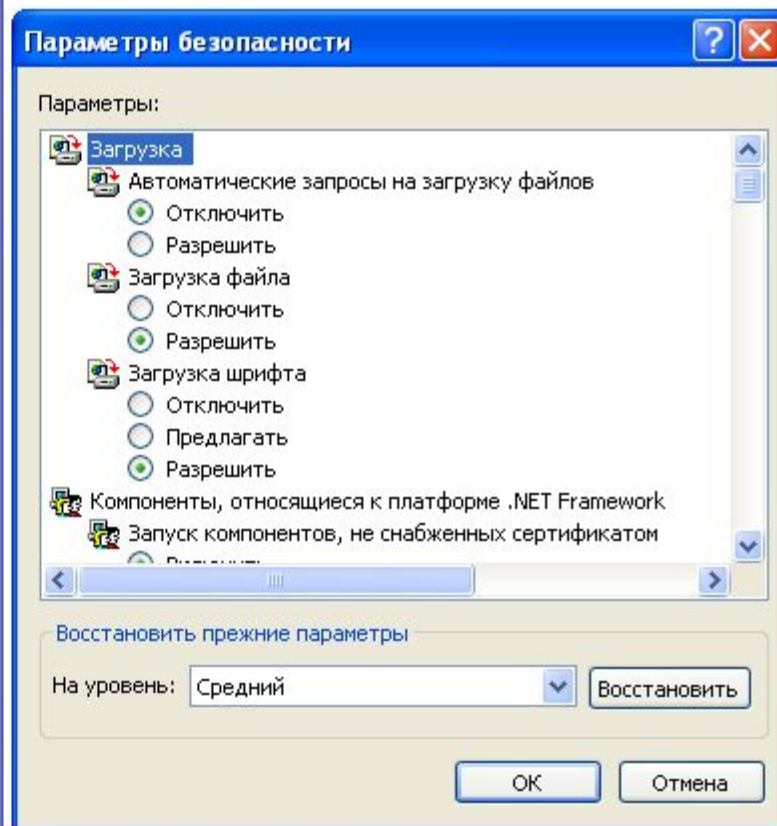 Параметры безопасности
Параметры:
Загрузка
Автоматические запросы на загрузку файлов
Отключить
Разрешить
Загрузка файла
Отключить
Разрешить
Загрузка шрифта
Отключить
Предлагать
Разрешить
Компоненты, относящиеся к платформе .NET Framework
Запуск компонентов, не снабженных сертификатом
Восстановить прежние параметры
На уровень: Средний Восстановить
ОК Отмена